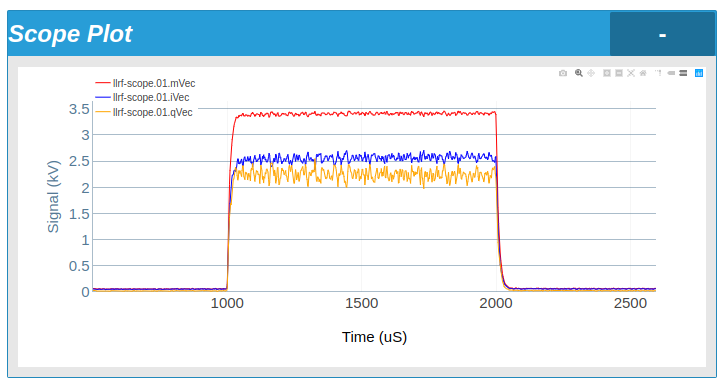 Scope Plot
-
llrf-scope.01.mVec
llrf-scope.01.iVec
llrf-scope.01.qVec
3.5
3
2.5
2
1.5
1
0.5
0
Signal (kV)
1000 1500 2000 2500
Time (uS)